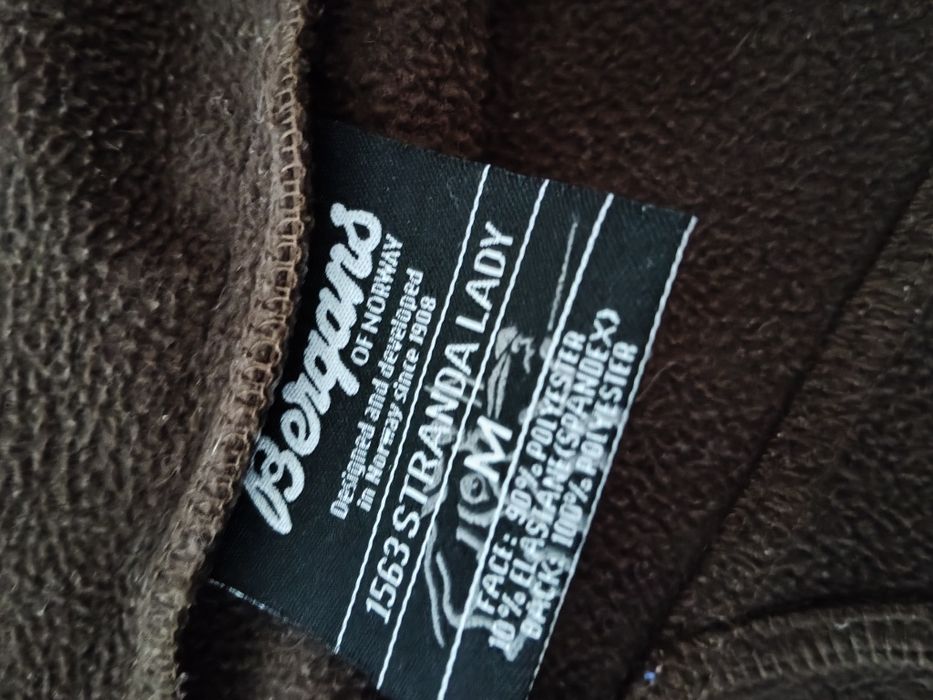 Bergans
OF NORWAY
Designed and developed
in Norway since 1908
1563 STRANDA LADY
M
FACE: 90% POLYESTER
10% ELASTANE(SPANDEX)
BACK: 100% POLYESTER